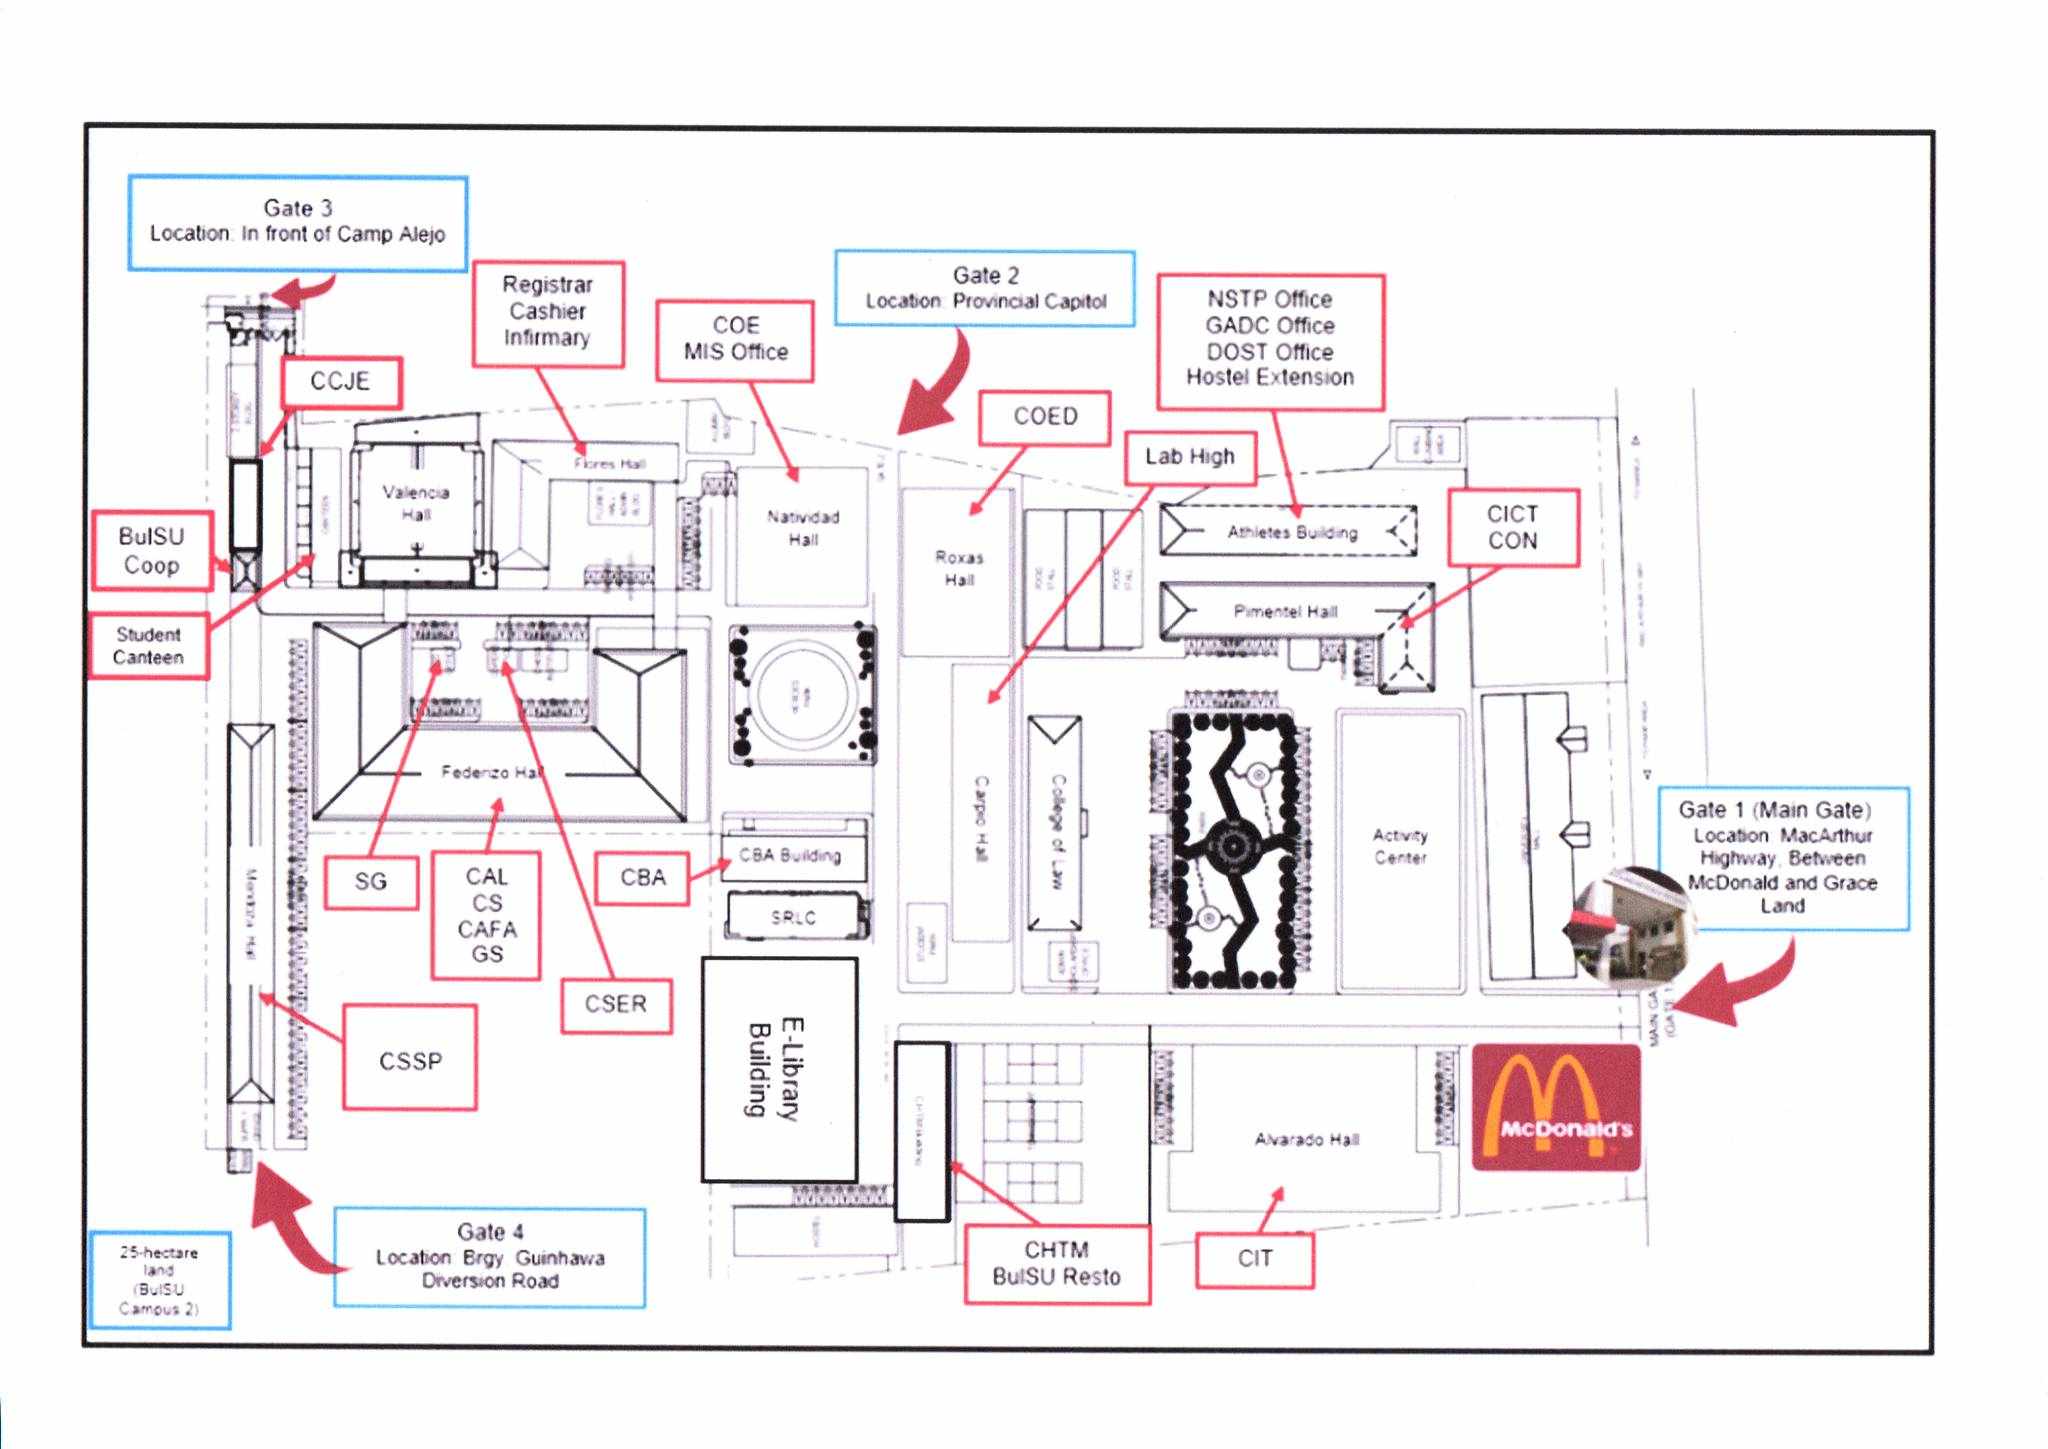 Gate 3
Location: In front of Camp Alejo
Registrar
Cashier
Infirmary
COE
MIS Office
Gate 2
Location: Provincial Capitol
NSTP Office
GADC Office
DOST Office
Hostel Extension
CCJE
COED
Lab High
CICT
CON
BulSU
Coop
Student
Canteen
CANTEEN
Valencia
Hall
Flores Hall
Natividad
Hall
Roxas
Hall
Athletes Building
Pimentel Hall
Federizo Hall
Carpio Hall
College of Law
Activity
Center
Gate 1 (Main Gate)
Location: MacArthur
Highway, Between
McDonald and Grace
Land
CBA Building
SRLC
SG
CAL
CS
CAFA
GS
CBA
CSER
CSSP
Mendoza Hall
STUDENT
E-Library
Building
Alvarado Hall
McDonald's
MAIN GA
(GATE 1
CHTM
BulSU Resto
CIT
Gate 4
Location: Brgy. Guinhawa
Diversion Road
25-hectare
land
(BulSU
Campus 2)